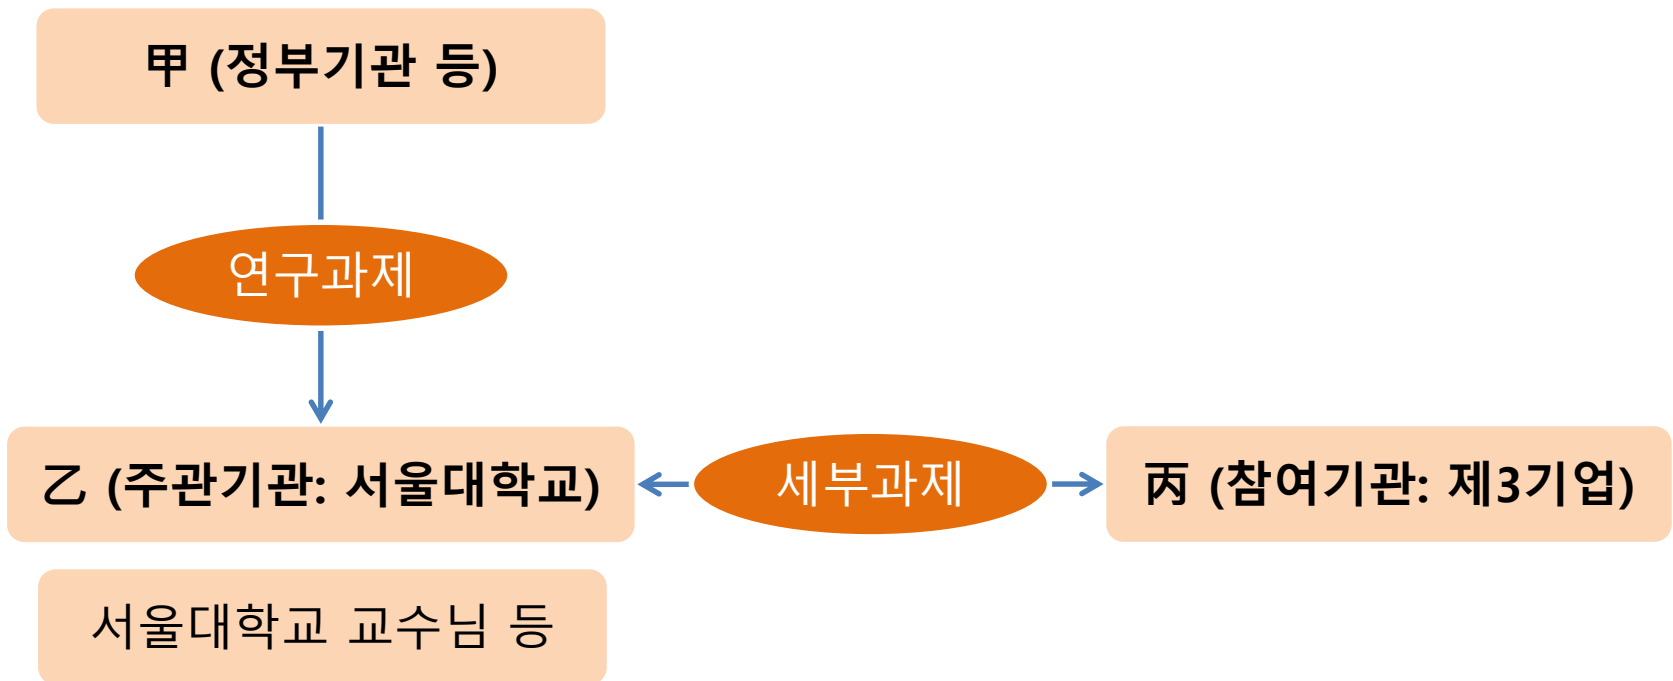 甲 (정부기관 등)
연구과제
乙 (주관기관: 서울대학교)
세부과제
丙 (참여기관: 제3기업)
서울대학교 교수님 등